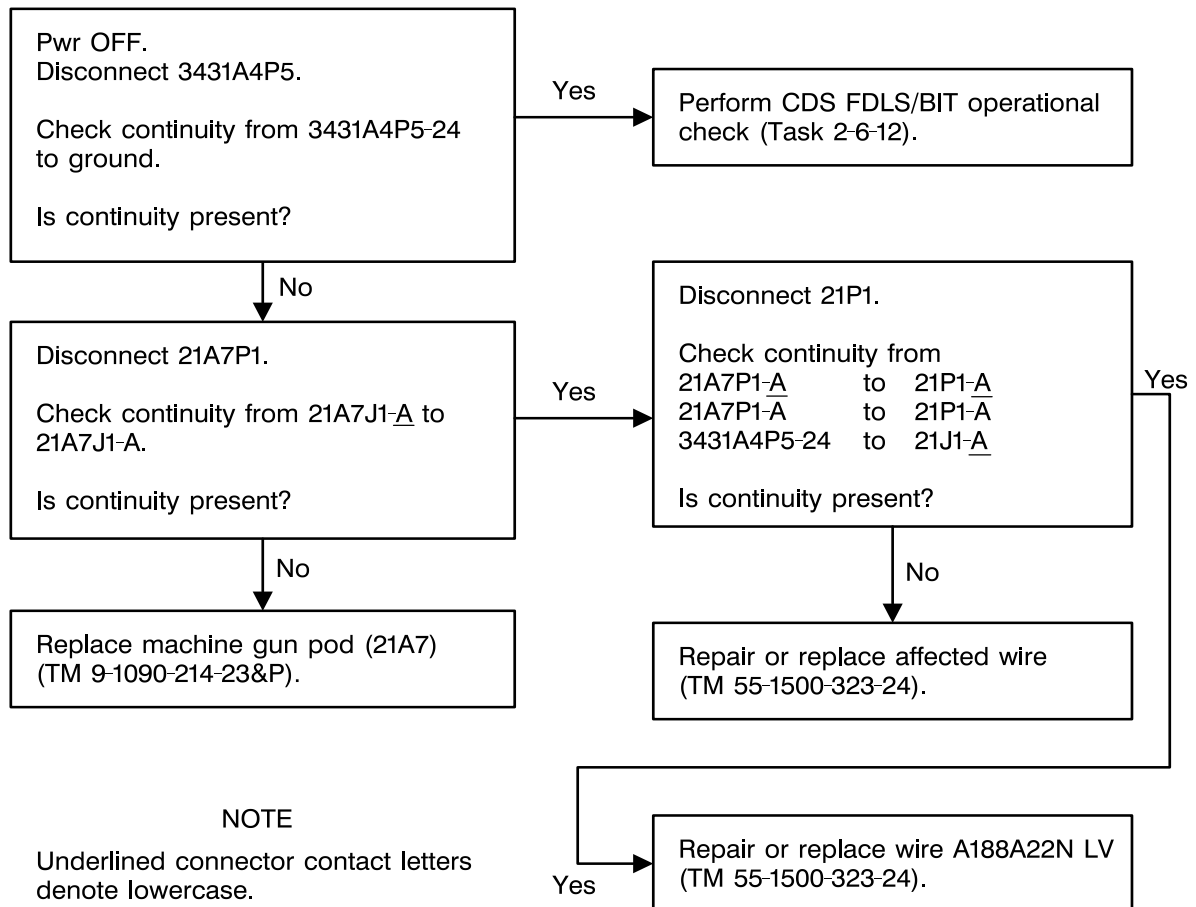 Pwr OFF.
Disconnect 3431A4P5.
Check continuity from 3431A4P5-24
to ground.
Is continuity present?
Yes
Perform CDS FDLS/BIT operational
check (Task 2-6-12).
No
Disconnect 21A7P1.
Check continuity from 21A7J1-A to
21A7J1-A.
Is continuity present?
Yes
Disconnect 21P1.
Check continuity from
21A7P1-A to 21P1-A
21A7P1-A to 21P1-A
3431A4P5-24 to 21J1-A
Is continuity present?
Yes
No
Replace machine gun pod (21A7)
(TM 9-1090-214-23&P).
No
Repair or replace affected wire
(TM 55-1500-323-24).
NOTE
Underlined connector contact letters
denote lowercase.
Yes
Repair or replace wire A188A22N LV
(TM 55-1500-323-24).